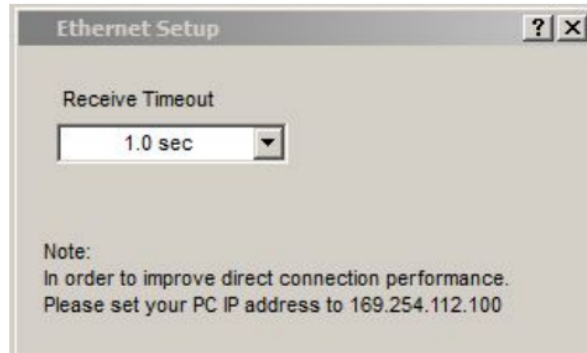 Ethernet Setup
Receive Timeout
1.0 sec
Note:
In order to improve direct connection performance.
Please set your PC IP address to 169.254.112.100